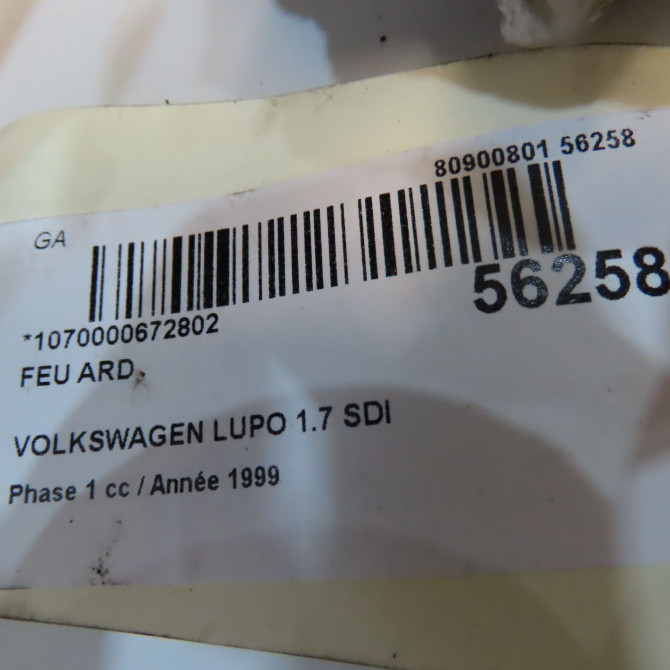 80900801 56258
GA
56258
*1070000672802
FEU ARD
VOLKSWAGEN LUPO 1.7 SDI
Phase 1 cc / Année 1999